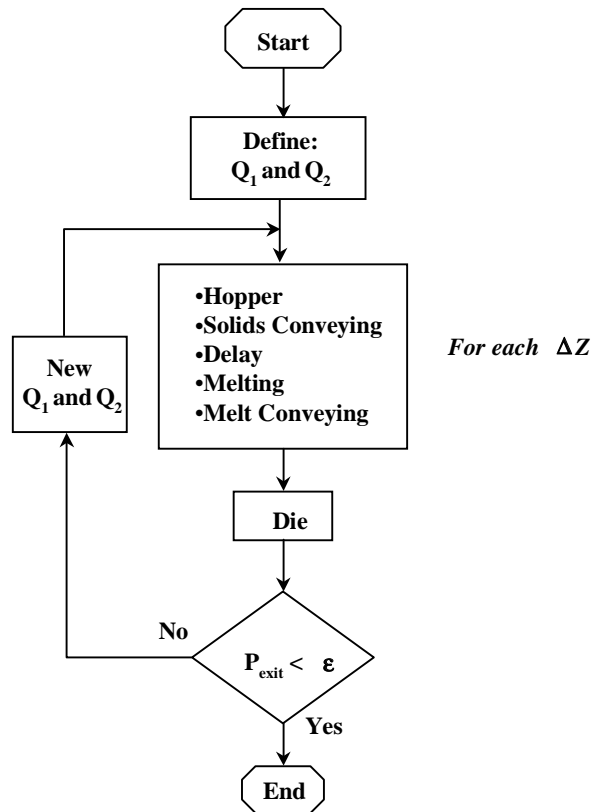 Start
Define:
Q₁ and Q₂
•Hopper
•Solids Conveying
•Delay
•Melting
•Melt Conveying
For each ΔZ
New
Q₁ and Q₂
Die
No
P_exit < ε
Yes
End